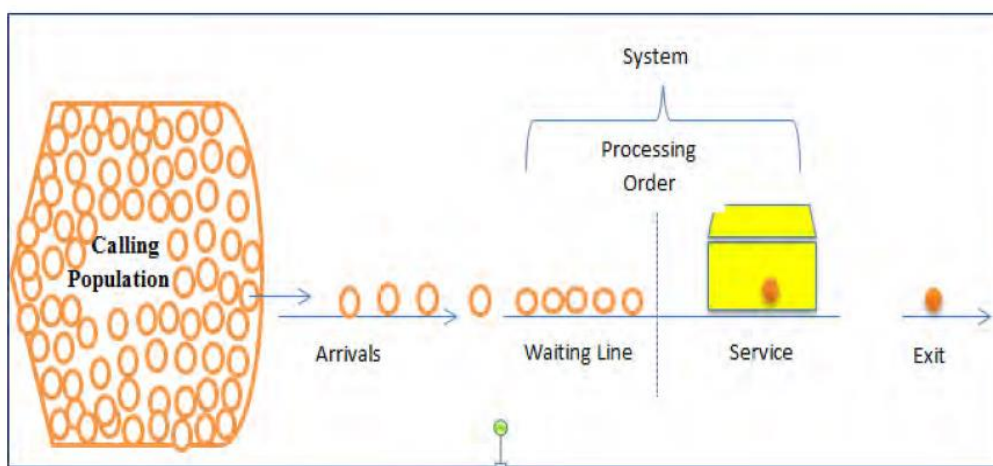 System
Processing
Order
Calling
Population
Arrivals
Waiting Line
Service
Exit